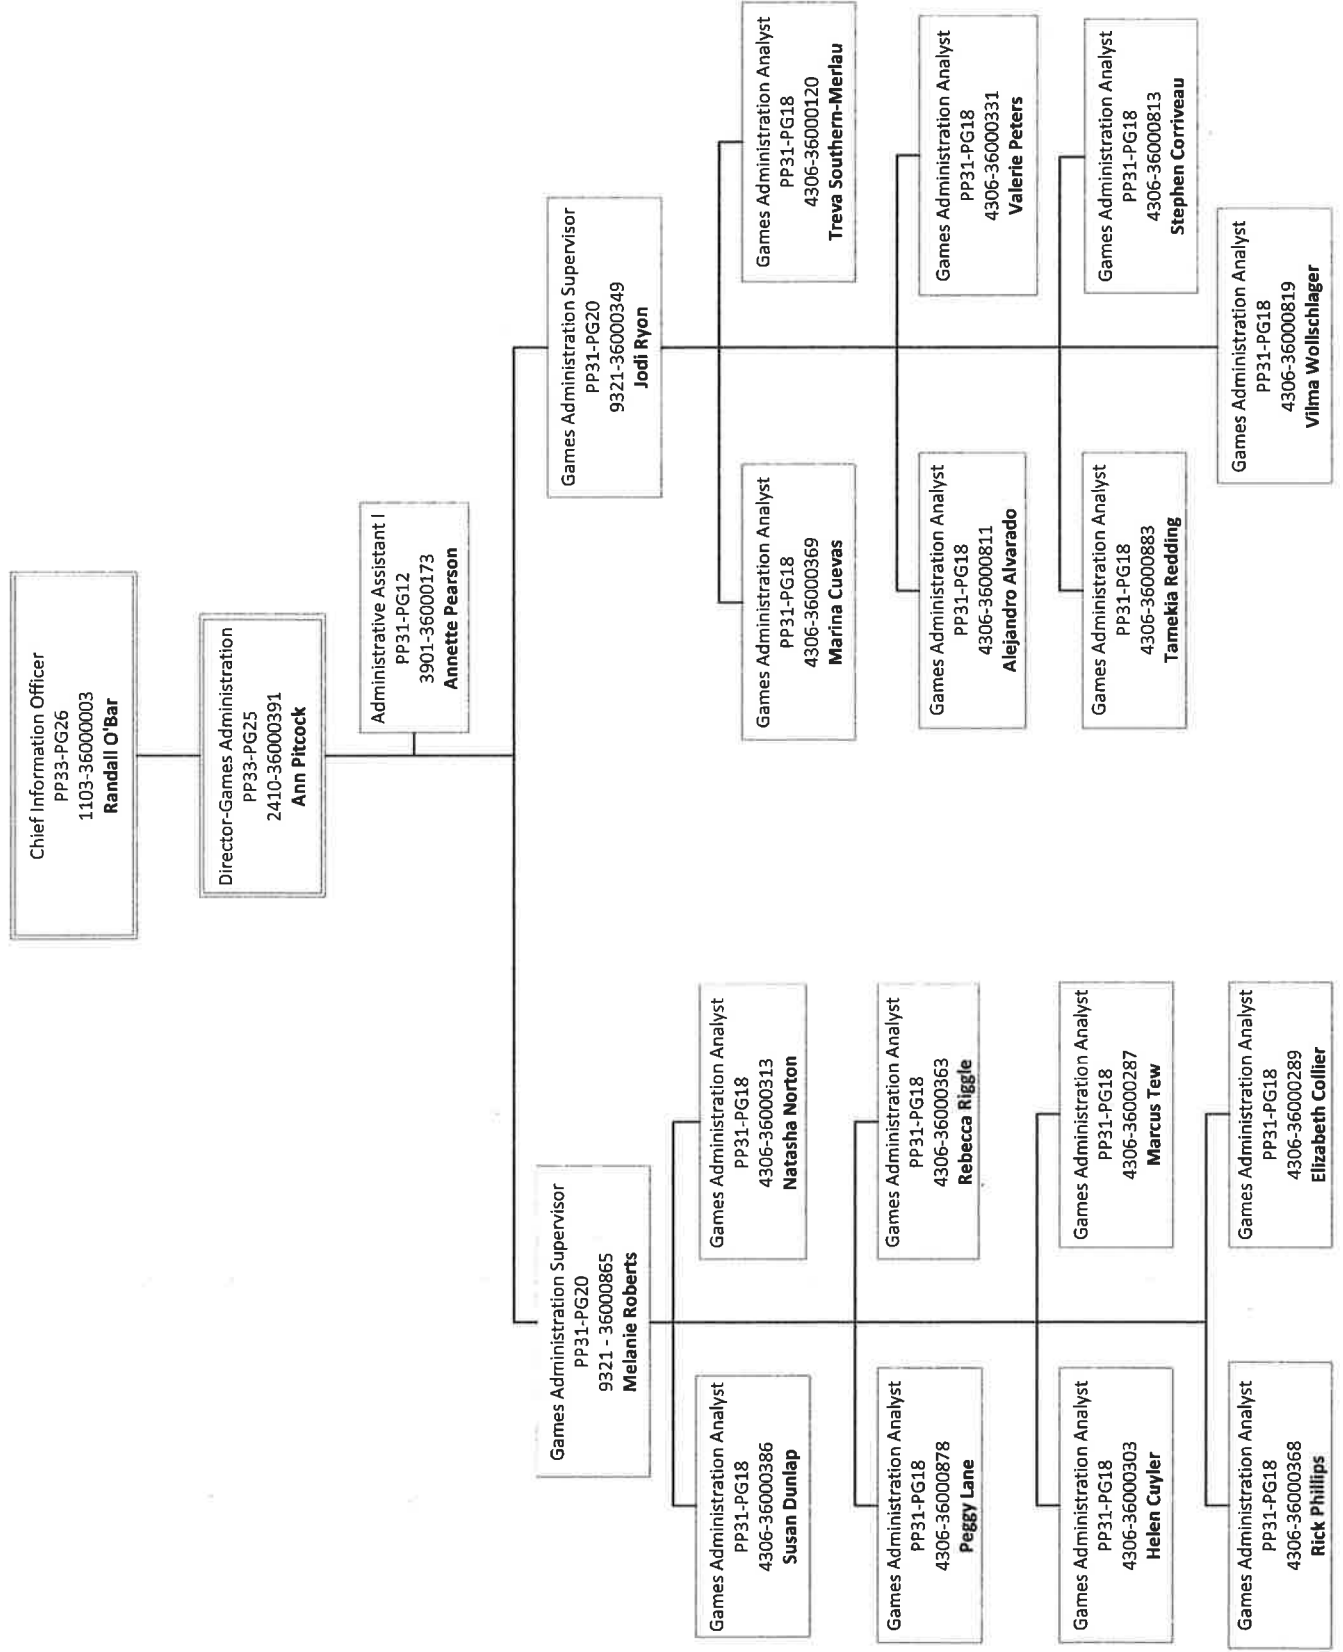 Chief Information Officer
PP33-PG26
1103-36000003
Randall O'Bar
Director-Games Administration
PP33-PG25
2410-36000391
Ann Pitcock
Administrative Assistant I
PP31-PG12
3901-36000173
Annette Pearson
Games Administration Supervisor
PP31-PG20
9321 - 36000865
Melanie Roberts
Games Administration Supervisor
PP31-PG20
9321-36000349
Jodi Ryon
Games Administration Analyst
PP31-PG18
4306-36000386
Susan Dunlap
Games Administration Analyst
PP31-PG18
4306-36000313
Natasha Norton
Games Administration Analyst
PP31-PG18
4306-36000369
Marina Cuevas
Games Administration Analyst
PP31-PG18
4306-36000120
Treva Southern-Merlau
Games Administration Analyst
PP31-PG18
4306-36000878
Peggy Lane
Games Administration Analyst
PP31-PG18
4306-36000363
Rebecca Riggle
Games Administration Analyst
PP31-PG18
4306-36000811
Alejandro Alvarado
Games Administration Analyst
PP31-PG18
4306-36000331
Valerie Peters
Games Administration Analyst
PP31-PG18
4306-36000303
Helen Cuyler
Games Administration Analyst
PP31-PG18
4306-36000287
Marcus Tew
Games Administration Analyst
PP31-PG18
4306-36000883
Tamekia Redding
Games Administration Analyst
PP31-PG18
4306-36000813
Stephen Corriveau
Games Administration Analyst
PP31-PG18
4306-36000368
Rick Phillips
Games Administration Analyst
PP31-PG18
4306-36000289
Elizabeth Collier
Games Administration Analyst
PP31-PG18
4306-36000819
Vilma Wollschlager